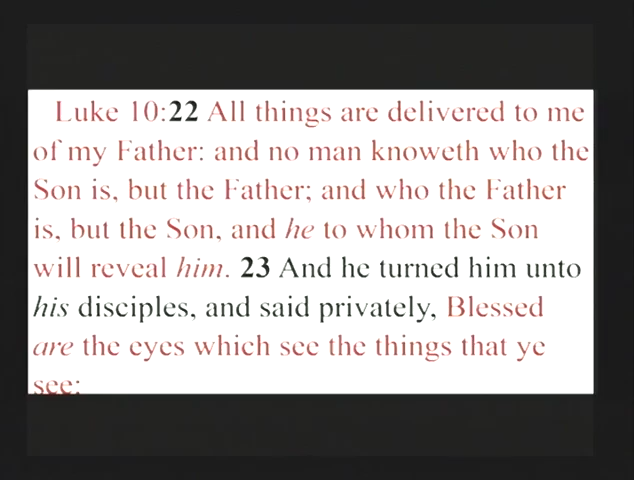 Luke 10:22 All things are delivered to me
of my Father: and no man knoweth who the
Son is, but the Father; and who the Father
is, but the Son, and he to whom the Son
will reveal him. 23 And he turned him unto
his disciples, and said privately, Blessed
are the eyes which see the things that ye
see: